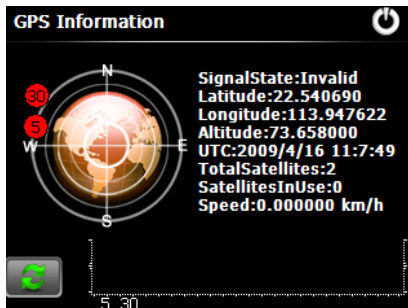 GPS Information
N
30
5
W
E
S
SignalState:Invalid
Latitude:22.540690
Longitude:113.947622
Altitude:73.658000
UTC:2009/4/16 11:7:49
TotalSatellites:2
SatellitesInUse:0
Speed:0.000000 km/h
5 30